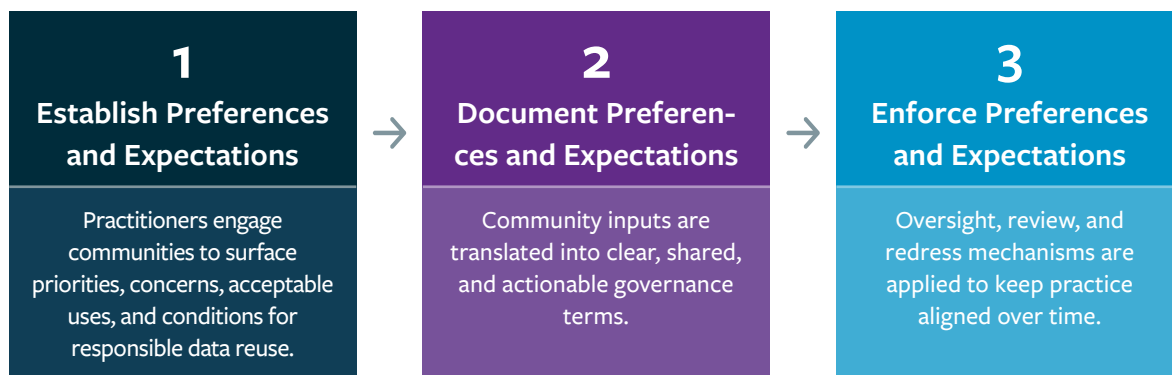 1
Establish Preferences
and Expectations
Practitioners engage
communities to surface
priorities, concerns, acceptable
uses, and conditions for
responsible data reuse.
2
Document Preferen-
ces and Expectations
Community inputs are
translated into clear, shared,
and actionable governance
terms.
3
Enforce Preferences
and Expectations
Oversight, review, and
redress mechanisms are
applied to keep practice
aligned over time.